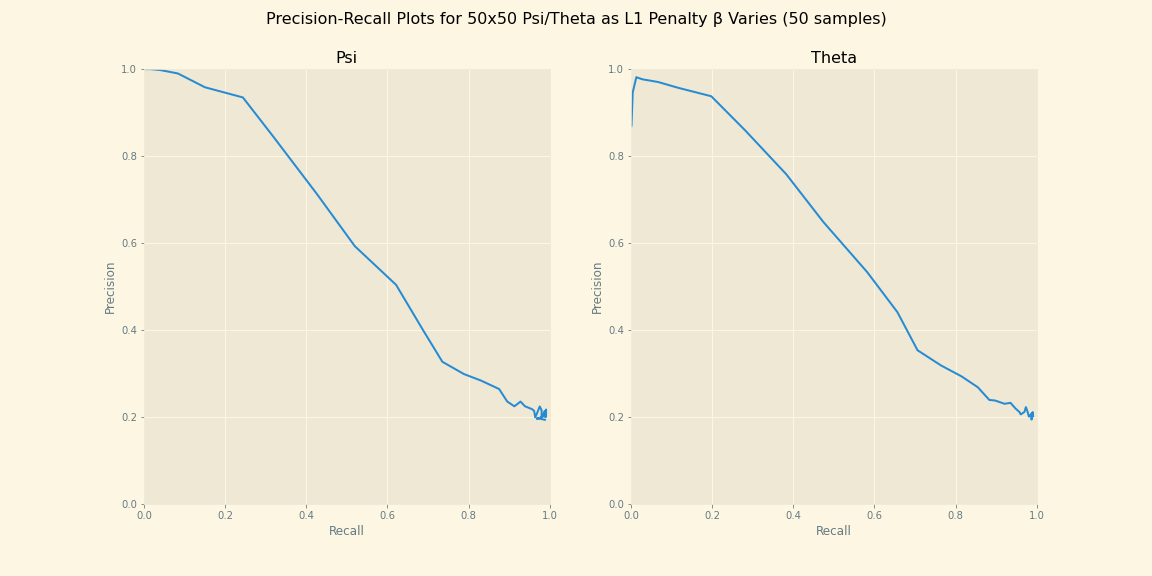 Precision-Recall Plots for 50x50 Psi/Theta as L1 Penalty β Varies (50 samples)
Psi
1.0
0.8
0.6
0.4
0.2
0.0
Precision
0.0 0.2 0.4 0.6 0.8 1.0
Recall
Theta
1.0
0.8
0.6
0.4
0.2
0.0
Precision
0.0 0.2 0.4 0.6 0.8 1.0
Recall